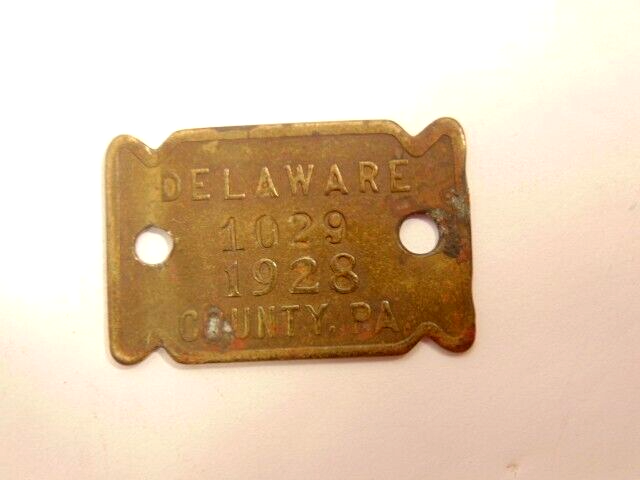 DELAWARE
1029
1928
COUNTY, PA.